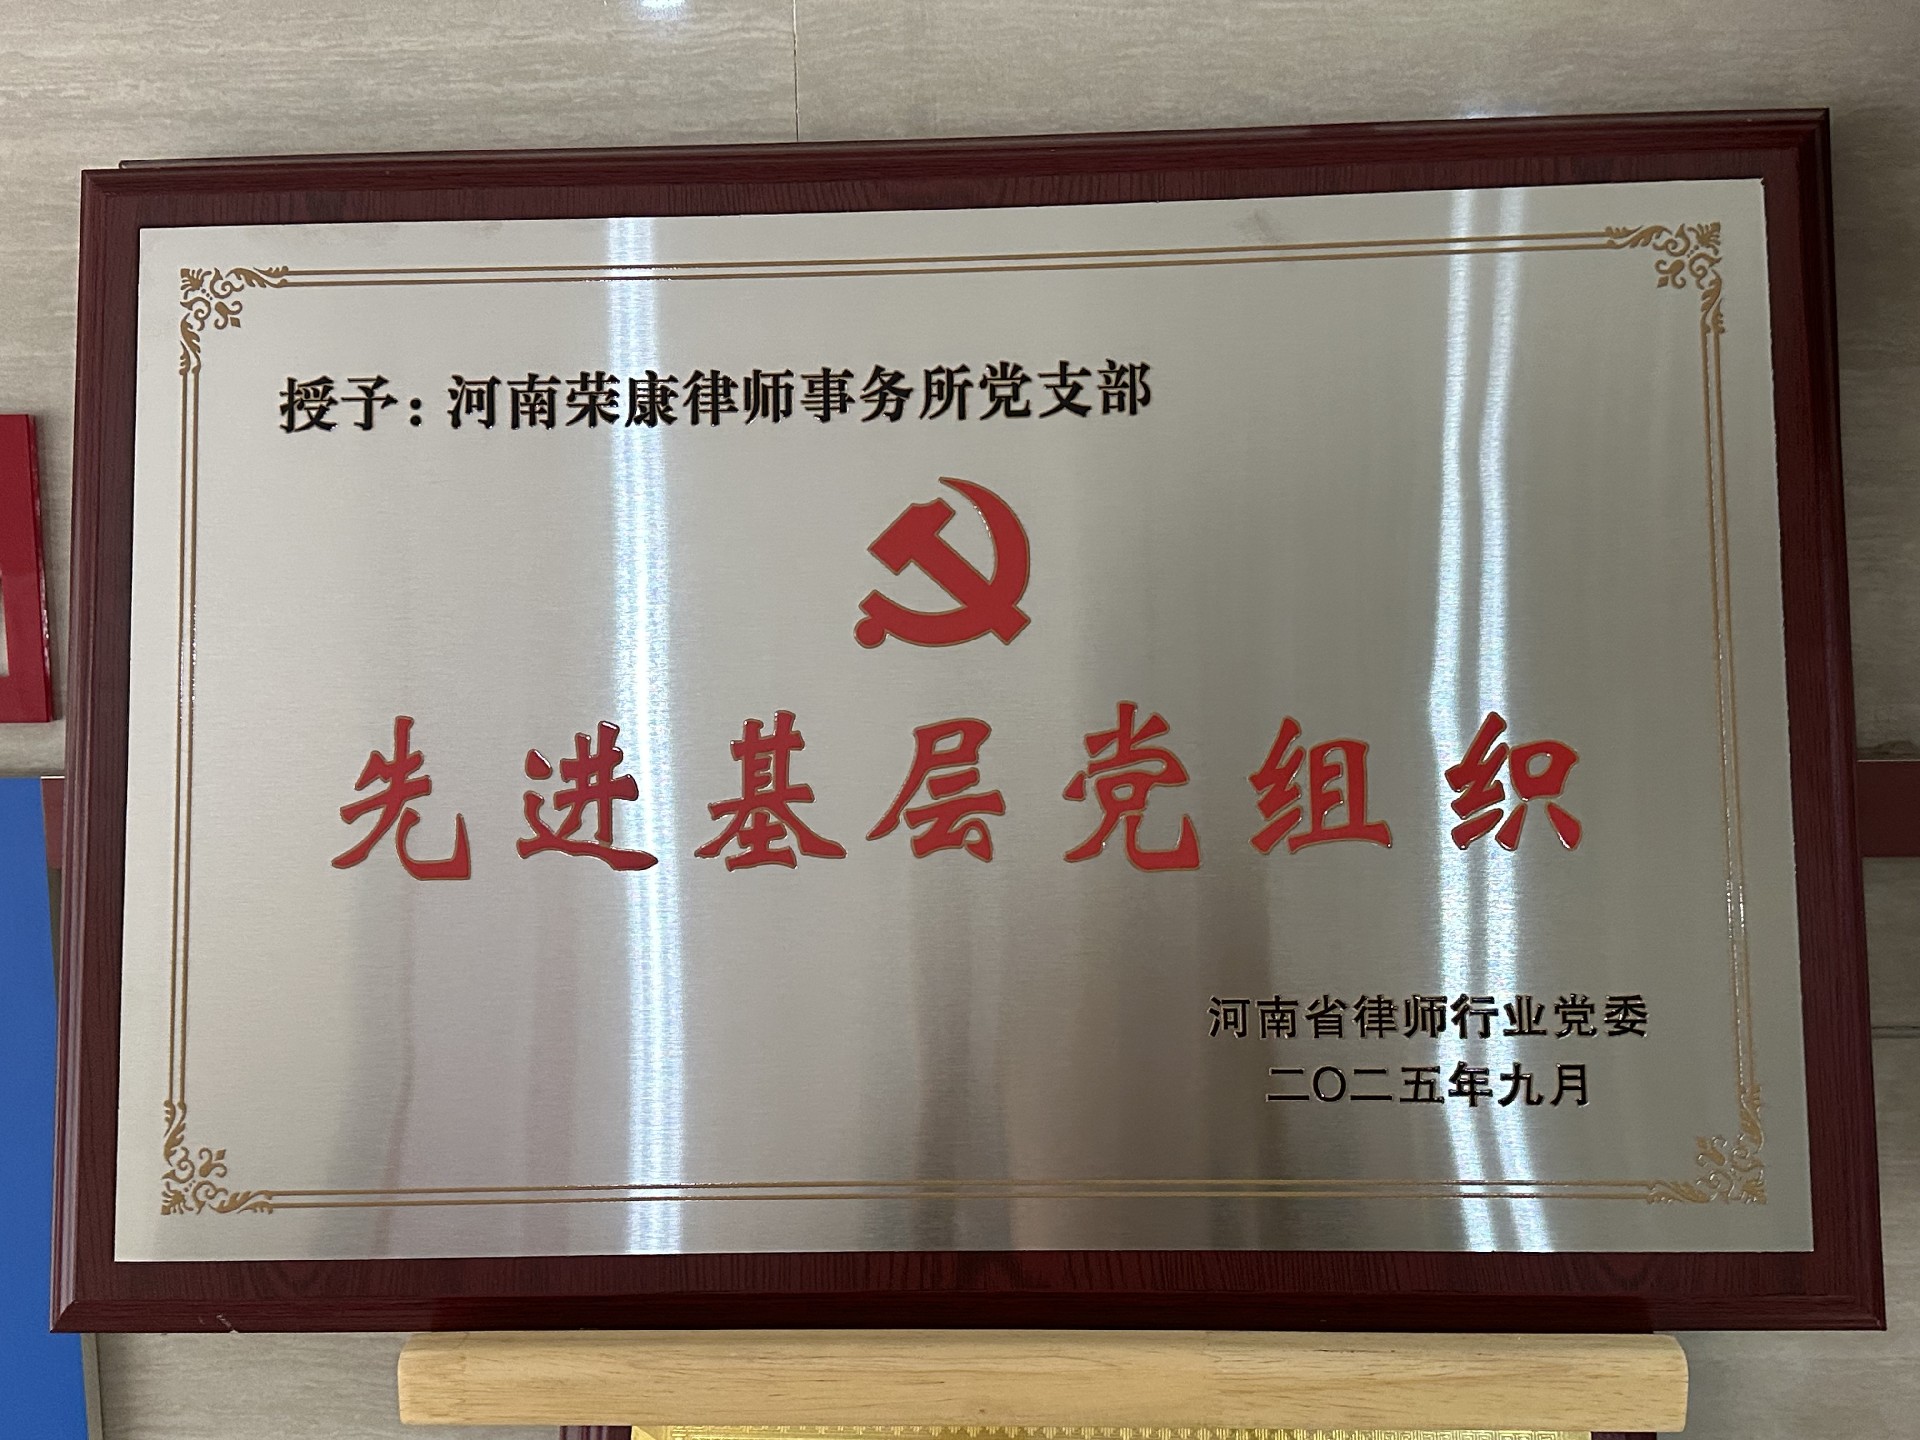 授予：河南荣康律师事务所党支部
先进基层党组织
河南省律师行业党委
二〇二五年九月